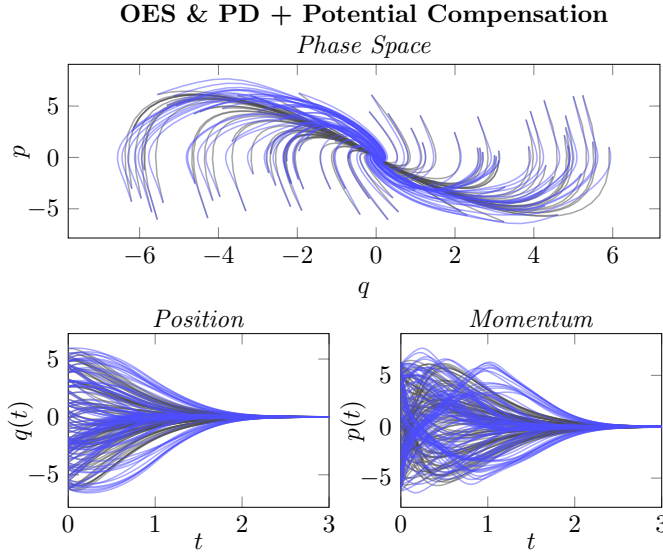 OES & PD + Potential Compensation
Phase Space
5
0
−5
p
−6
−4
−2
0
2
4
6
q
Position
Momentum
5
0
−5
q(t)
0
1
2
3
t
5
0
−5
p(t)
0
1
2
3
t